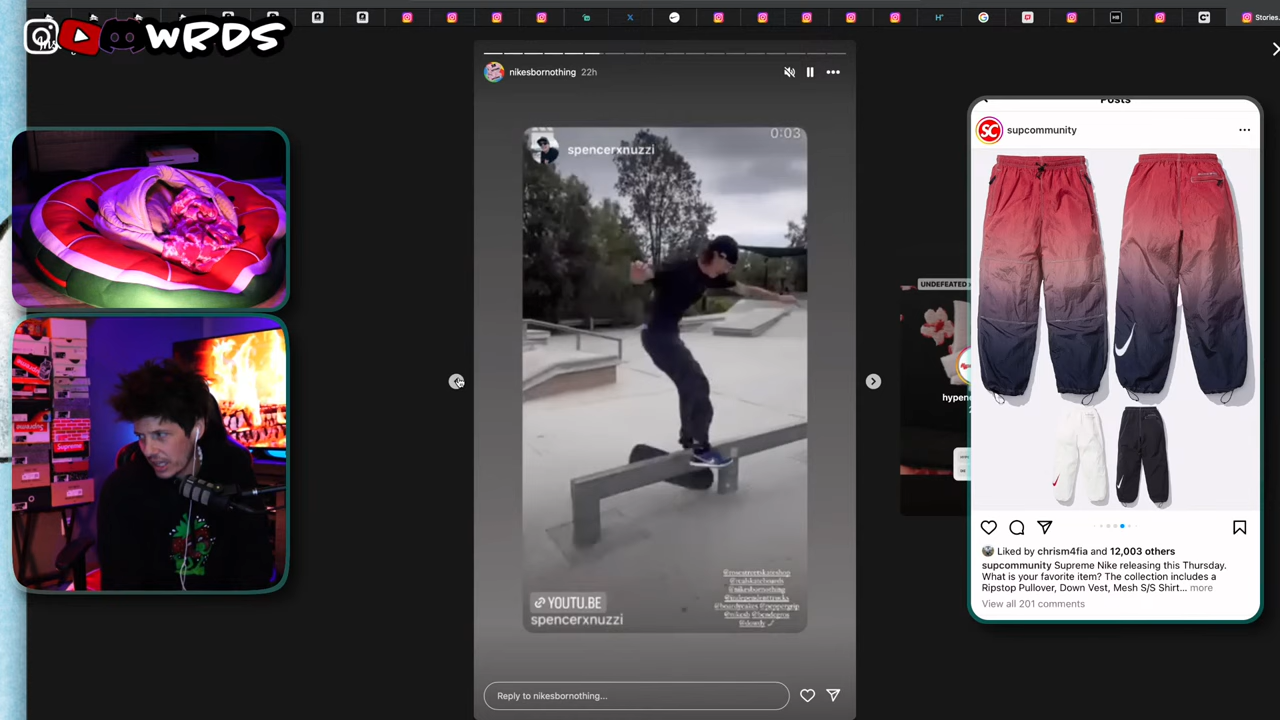 WRDS
Stories.
nikesbornothing 22h
0:03
spencerxnuzzi
YOUTU.BE
spencerxnuzzi
Reply to nikesbornothing...
UNDEFEATED
Supreme
Posts
supcommunity
Liked by chrism4fia and 12,003 others
supcommunity Supreme Nike releasing this Thursday.
What is your favorite item? The collection includes a
Ripstop Pullover, Down Vest, Mesh S/S Shirt... more
View all 201 comments